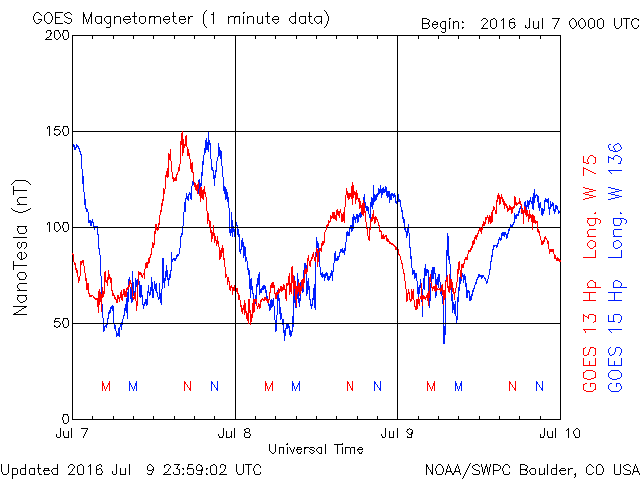 GOES Magnetometer (1 minute data)
Begin: 2016 Jul 7 0000 UTC
200
150
100
50
0
NanoTesla (nT)
M M N N M M N N M M N N
Jul 7 Jul 8 Jul 9 Jul 10
Universal Time
GOES 13 Hp Long. W 75
GOES 15 Hp Long. W 136
Updated 2016 Jul 9 23:59:02 UTC
NOAA/SWPC Boulder, CO USA